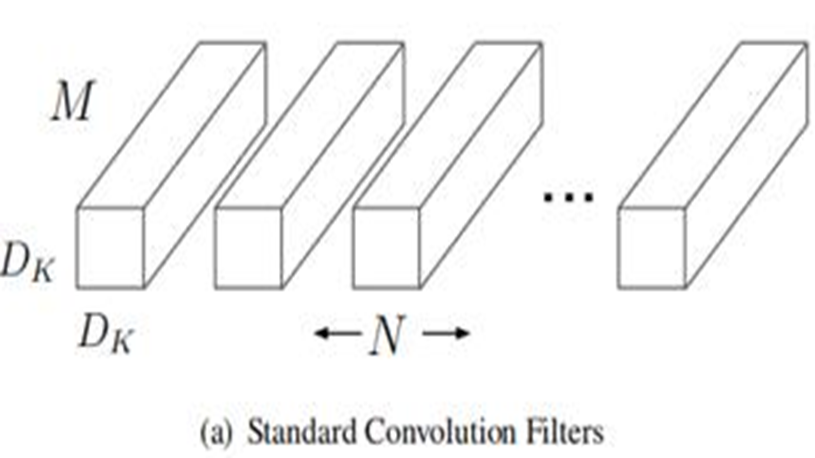 M
...
D_K
D_K
← N →
(a) Standard Convolution Filters